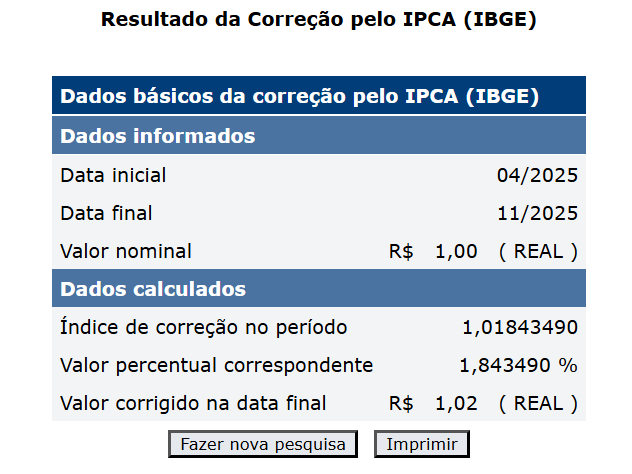 Resultado da Correção pelo IPCA (IBGE)
Dados básicos da correção pelo IPCA (IBGE)
Dados informados
Data inicial 04/2025
Data final 11/2025
Valor nominal R$ 1,00 ( REAL )
Dados calculados
Índice de correção no período 1,01843490
Valor percentual correspondente 1,843490 %
Valor corrigido na data final R$ 1,02 ( REAL )
Fazer nova pesquisa Imprimir